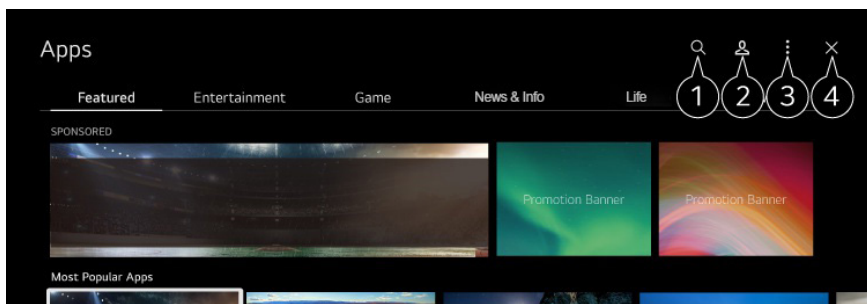 Apps
Featured Entertainment Game News & Info Life
1 2 3 4
SPONSORED
Promotion Banner Promotion Banner
Most Popular Apps